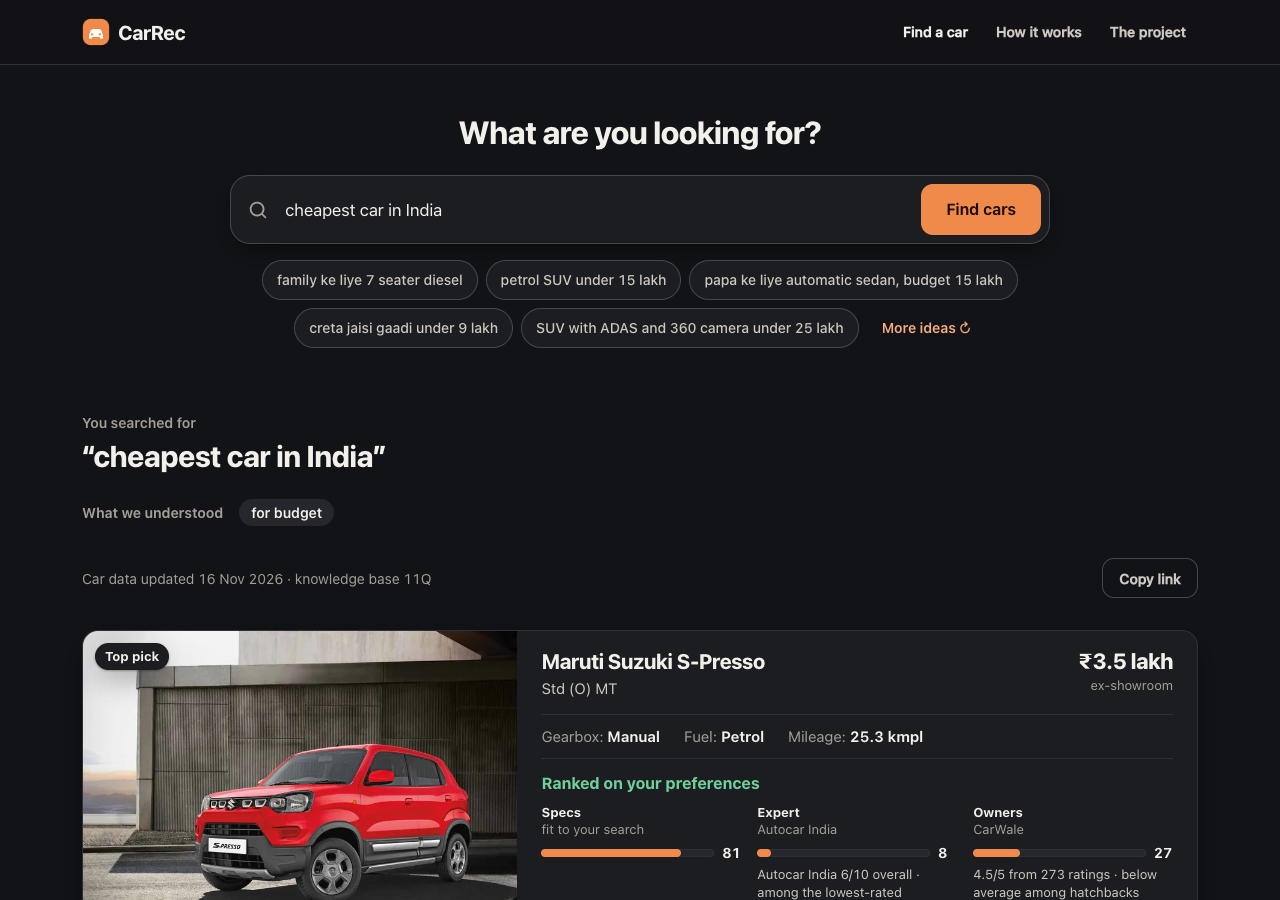 CarRec
Find a car
How it works
The project
What are you looking for?
cheapest car in India
Find cars
family ke liye 7 seater diesel
petrol SUV under 15 lakh
papa ke liye automatic sedan, budget 15 lakh
creta jaisi gaadi under 9 lakh
SUV with ADAS and 360 camera under 25 lakh
More ideas ↻
You searched for
“cheapest car in India”
What we understood
for budget
Car data updated 16 Nov 2026 · knowledge base 11Q
Copy link
Top pick
S-PRESSO
Maruti Suzuki S-Presso
₹3.5 lakh
Std (O) MT
ex-showroom
Gearbox: Manual
Fuel: Petrol
Mileage: 25.3 kmpl
Ranked on your preferences
Specs
fit to your search
81
Expert
Autocar India
8
Autocar India 6/10 overall ·
among the lowest-rated
Owners
CarWale
27
4.5/5 from 273 ratings · below
average among hatchbacks